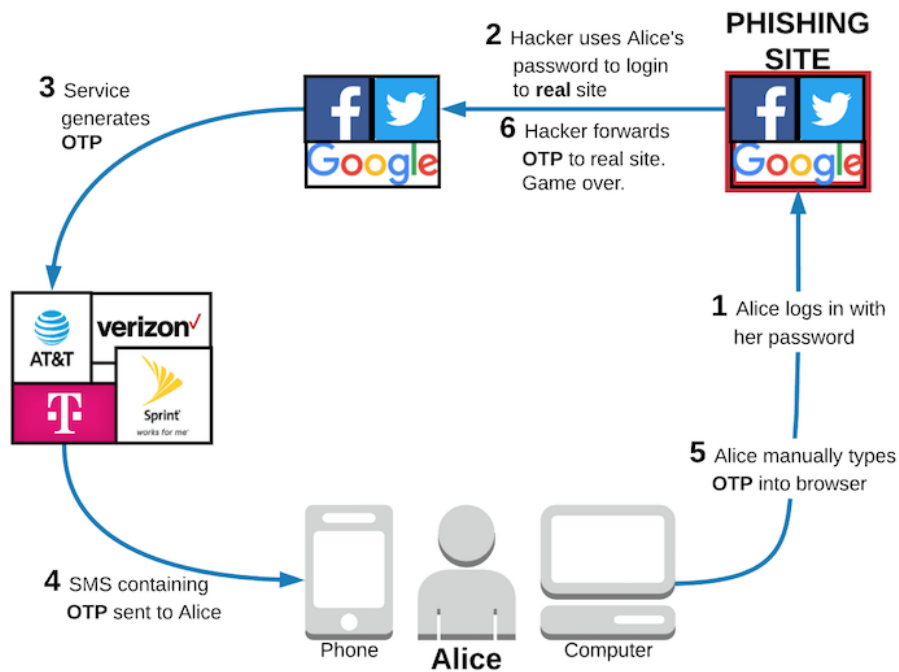 PHISHING
SITE
2 Hacker uses Alice's
password to login
to real site
3 Service
generates
OTP
f
Google
6 Hacker forwards
OTP to real site.
Game over.
f
Google
1 Alice logs in with
her password
AT&T
verizon✓
T
Sprint
works for me
5 Alice manually types
OTP into browser
4 SMS containing
OTP sent to Alice
Phone
Alice
Computer